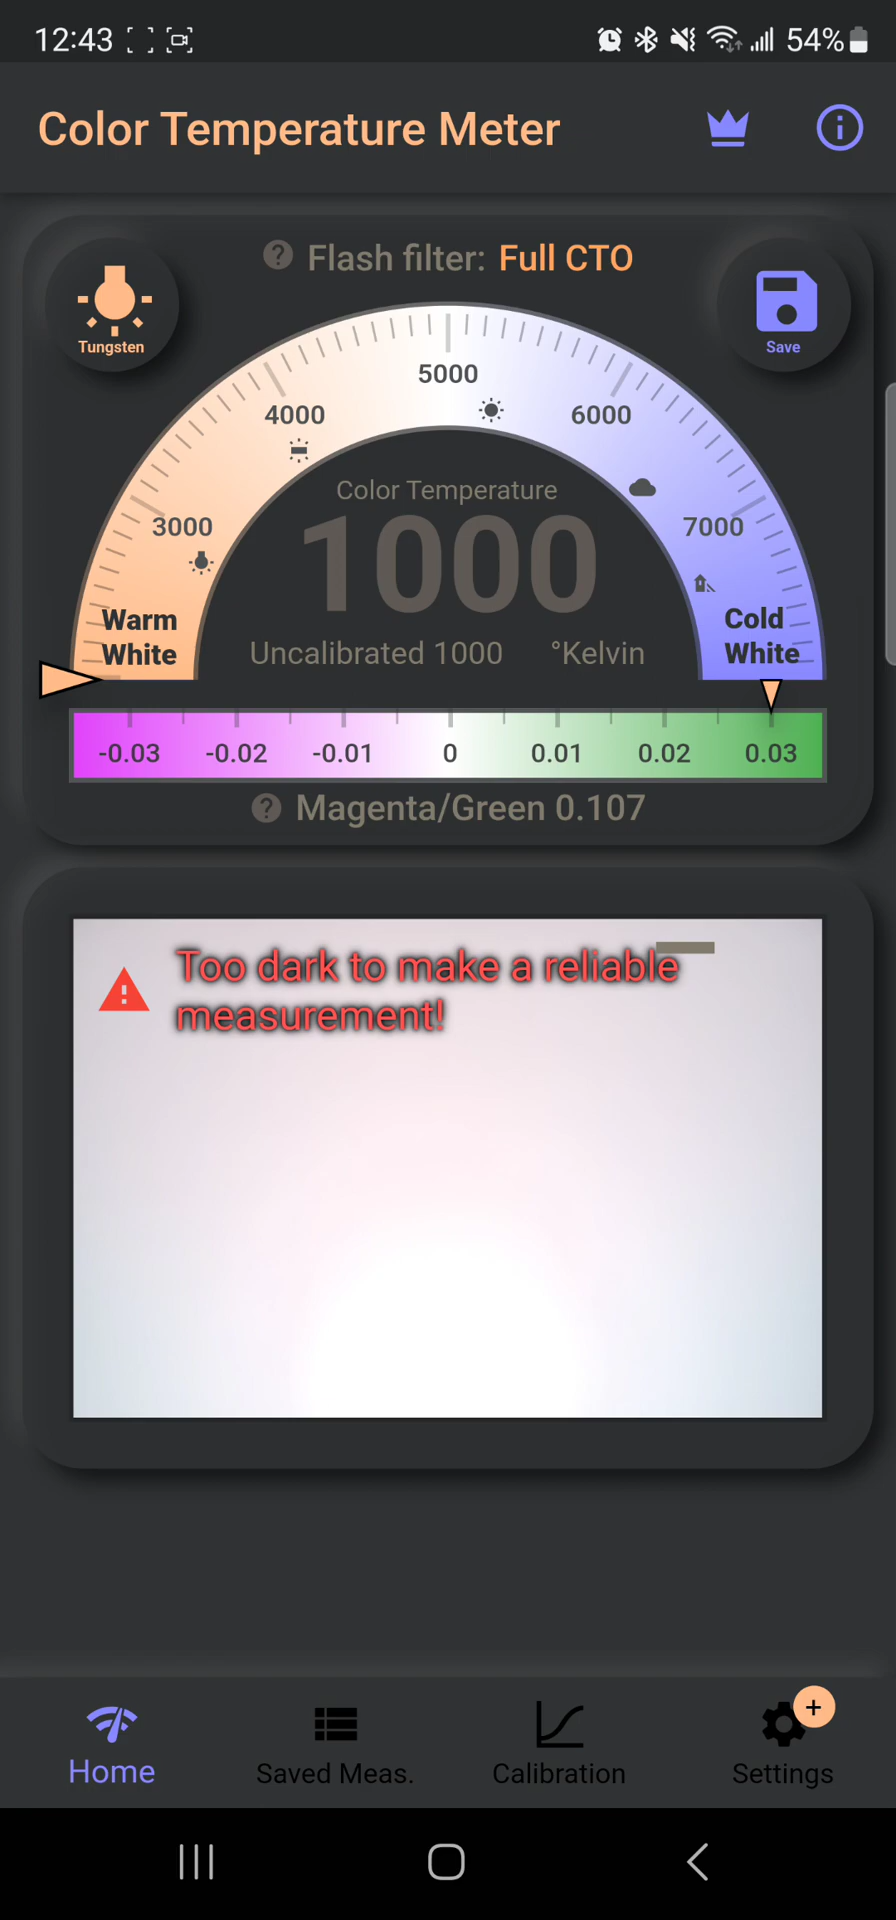 12:43
54%
Color Temperature Meter
Flash filter: Full CTO
Tungsten
Save
5000
4000
6000
3000
7000
Color Temperature
1000
Warm
White
Cold
White
Uncalibrated 1000 °Kelvin
-0.03 -0.02 -0.01 0 0.01 0.02 0.03
Magenta/Green 0.107
Too dark to make a reliable
measurement!
Home
Saved Meas.
Calibration
Settings